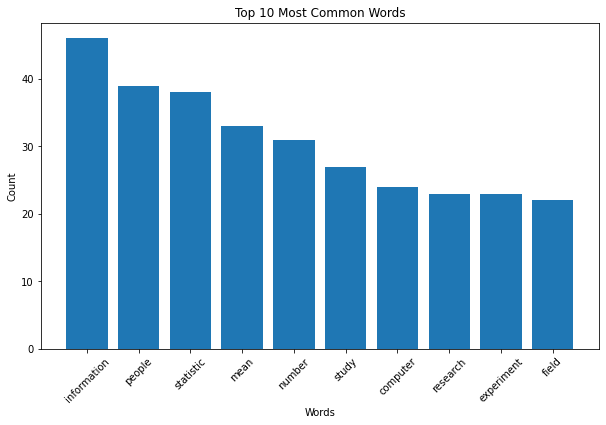 Top 10 Most Common Words
Count
40
30
20
10
0
information
people
statistic
mean
number
study
computer
research
experiment
field
Words